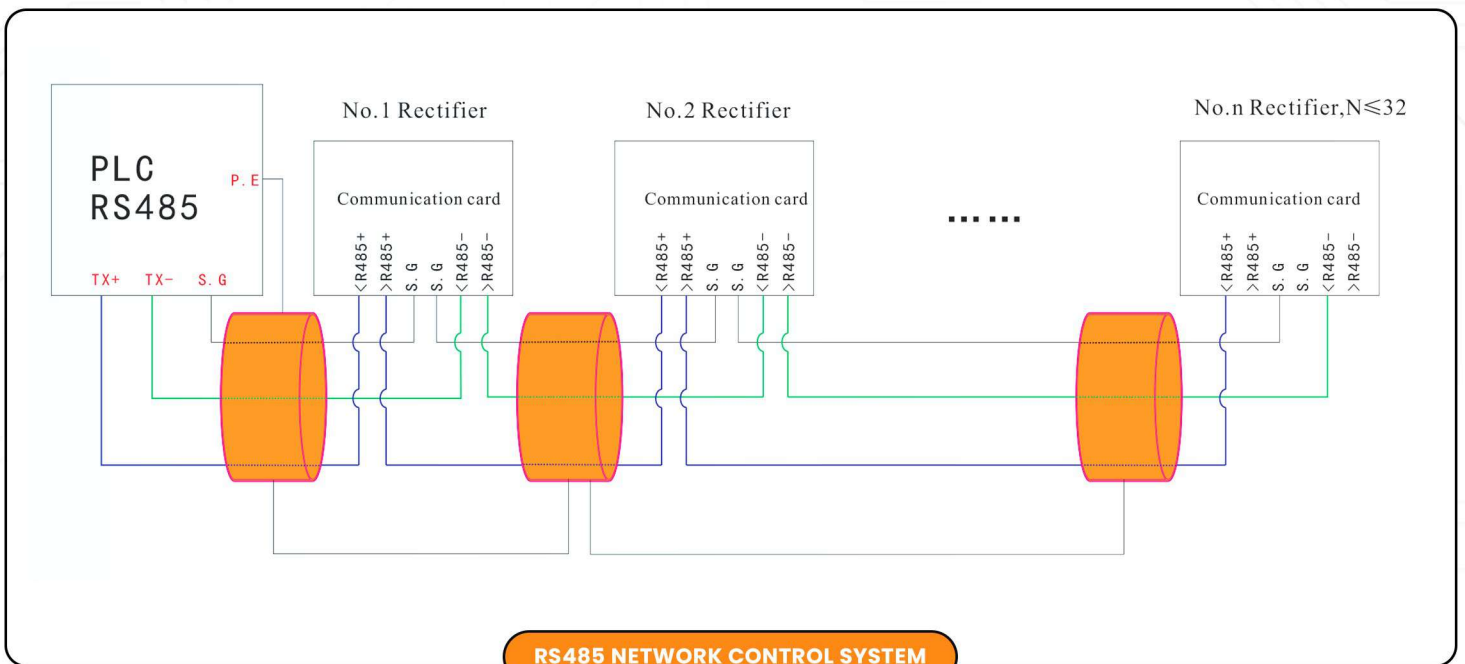 PLC
RS485
P.E
TX+ TX- S.G
No.1 Rectifier
Communication card
<R485+
>R485+
S.G
S.G
<R485-
>R485-
No.2 Rectifier
Communication card
<R485+
>R485+
S.G
S.G
<R485-
>R485-
......
No.n Rectifier,N≤32
Communication card
<R485+
>R485+
S.G
S.G
<R485-
>R485-
RS485 NETWORK CONTROL SYSTEM